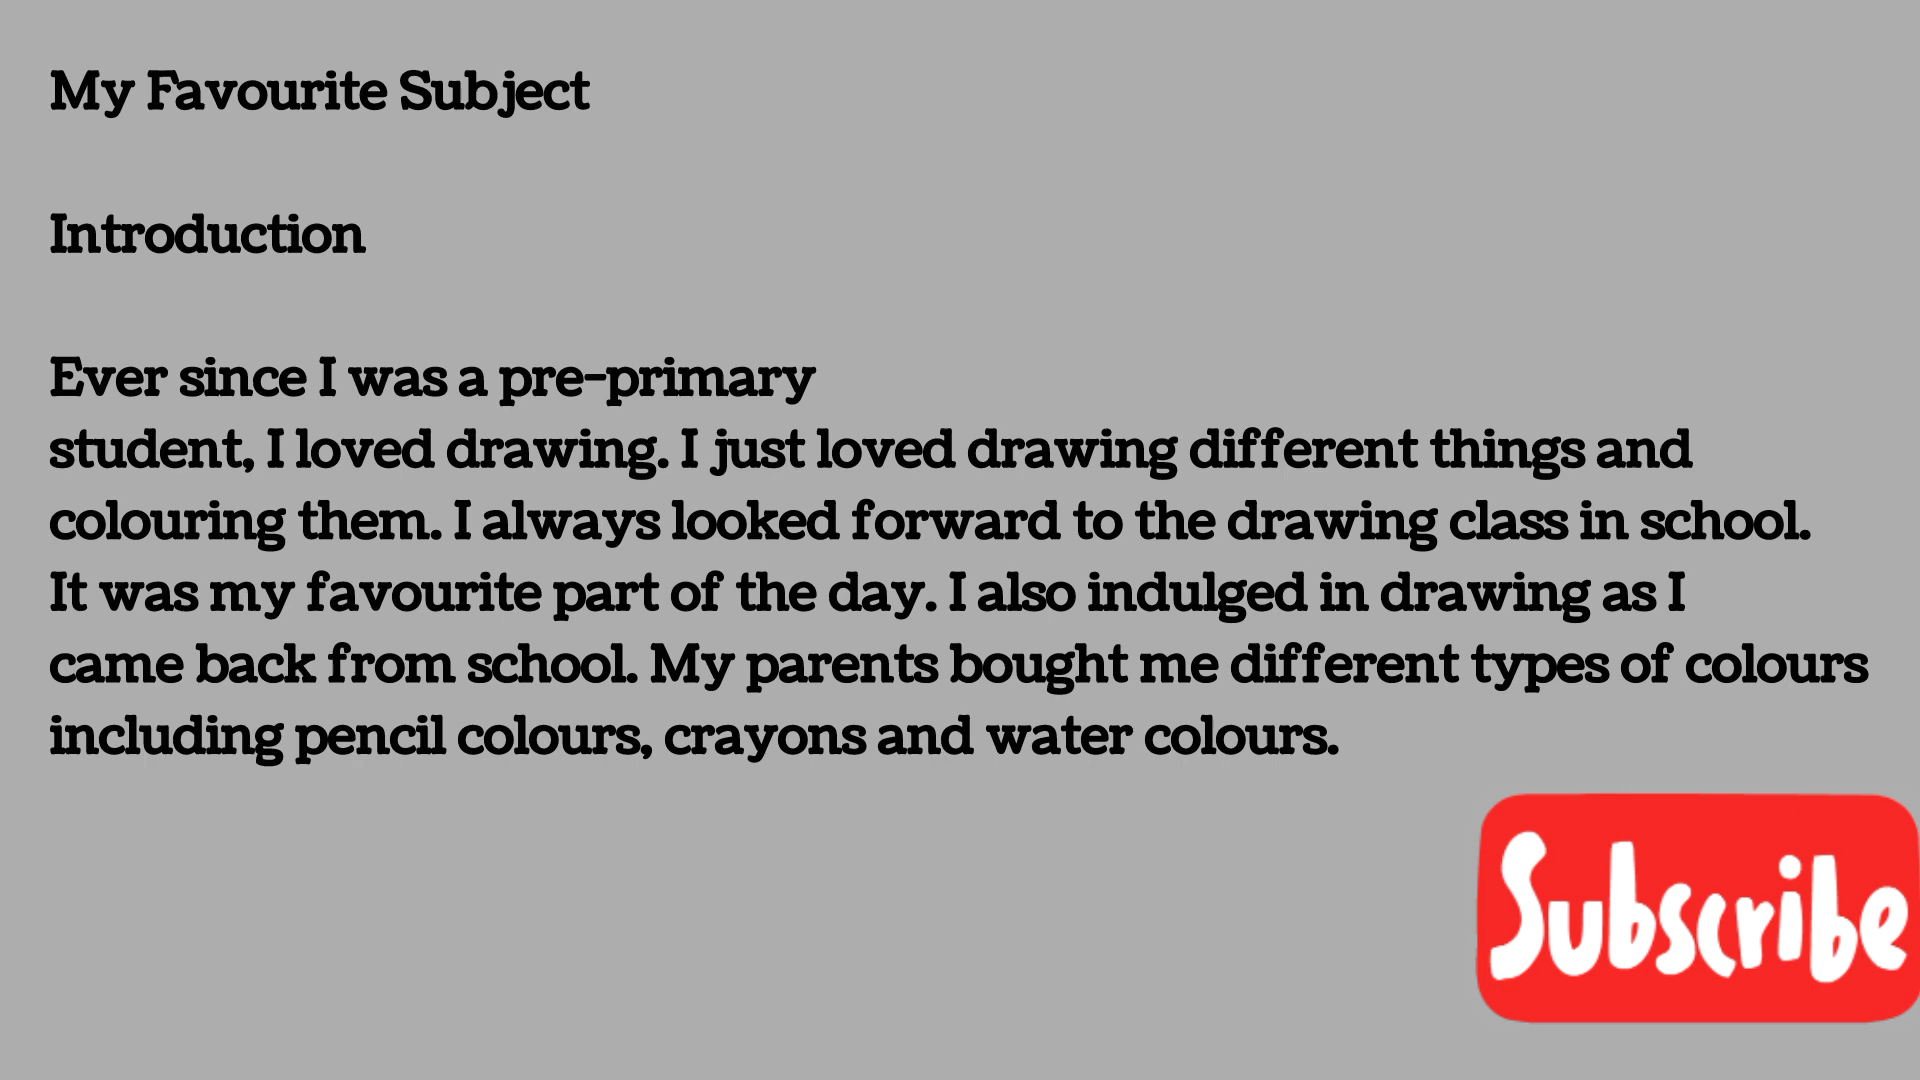 My Favourite Subject
Introduction
Ever since I was a pre-primary
student, I loved drawing. I just loved drawing different things and
colouring them. I always looked forward to the drawing class in school.
It was my favourite part of the day. I also indulged in drawing as I
came back from school. My parents bought me different types of colours
including pencil colours, crayons and water colours.
Subscribe